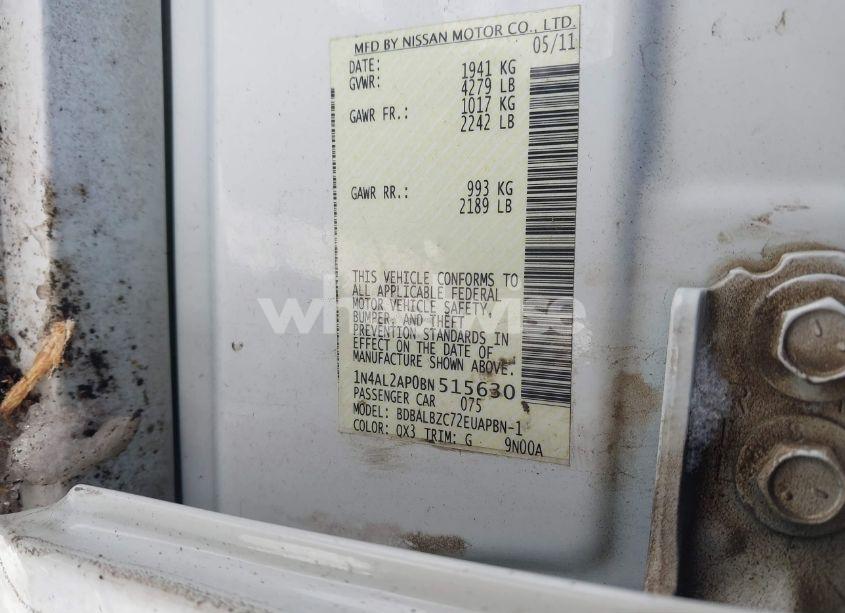 MFD BY NISSAN MOTOR CO., LTD.
DATE: 05/11
GVWR: 1941 KG
4279 LB
GAWR FR.: 1017 KG
2242 LB
GAWR RR.: 993 KG
2189 LB
THIS VEHICLE CONFORMS TO
ALL APPLICABLE FEDERAL
MOTOR VEHICLE SAFETY,
BUMPER, AND THEFT
PREVENTION STANDARDS IN
EFFECT ON THE DATE OF
MANUFACTURE SHOWN ABOVE.
1N4AL2AP0BN515630
PASSENGER CAR 075
MODEL: BDBALBZC72EUAPBN-1
COLOR: QX3 TRIM: G 9N00A